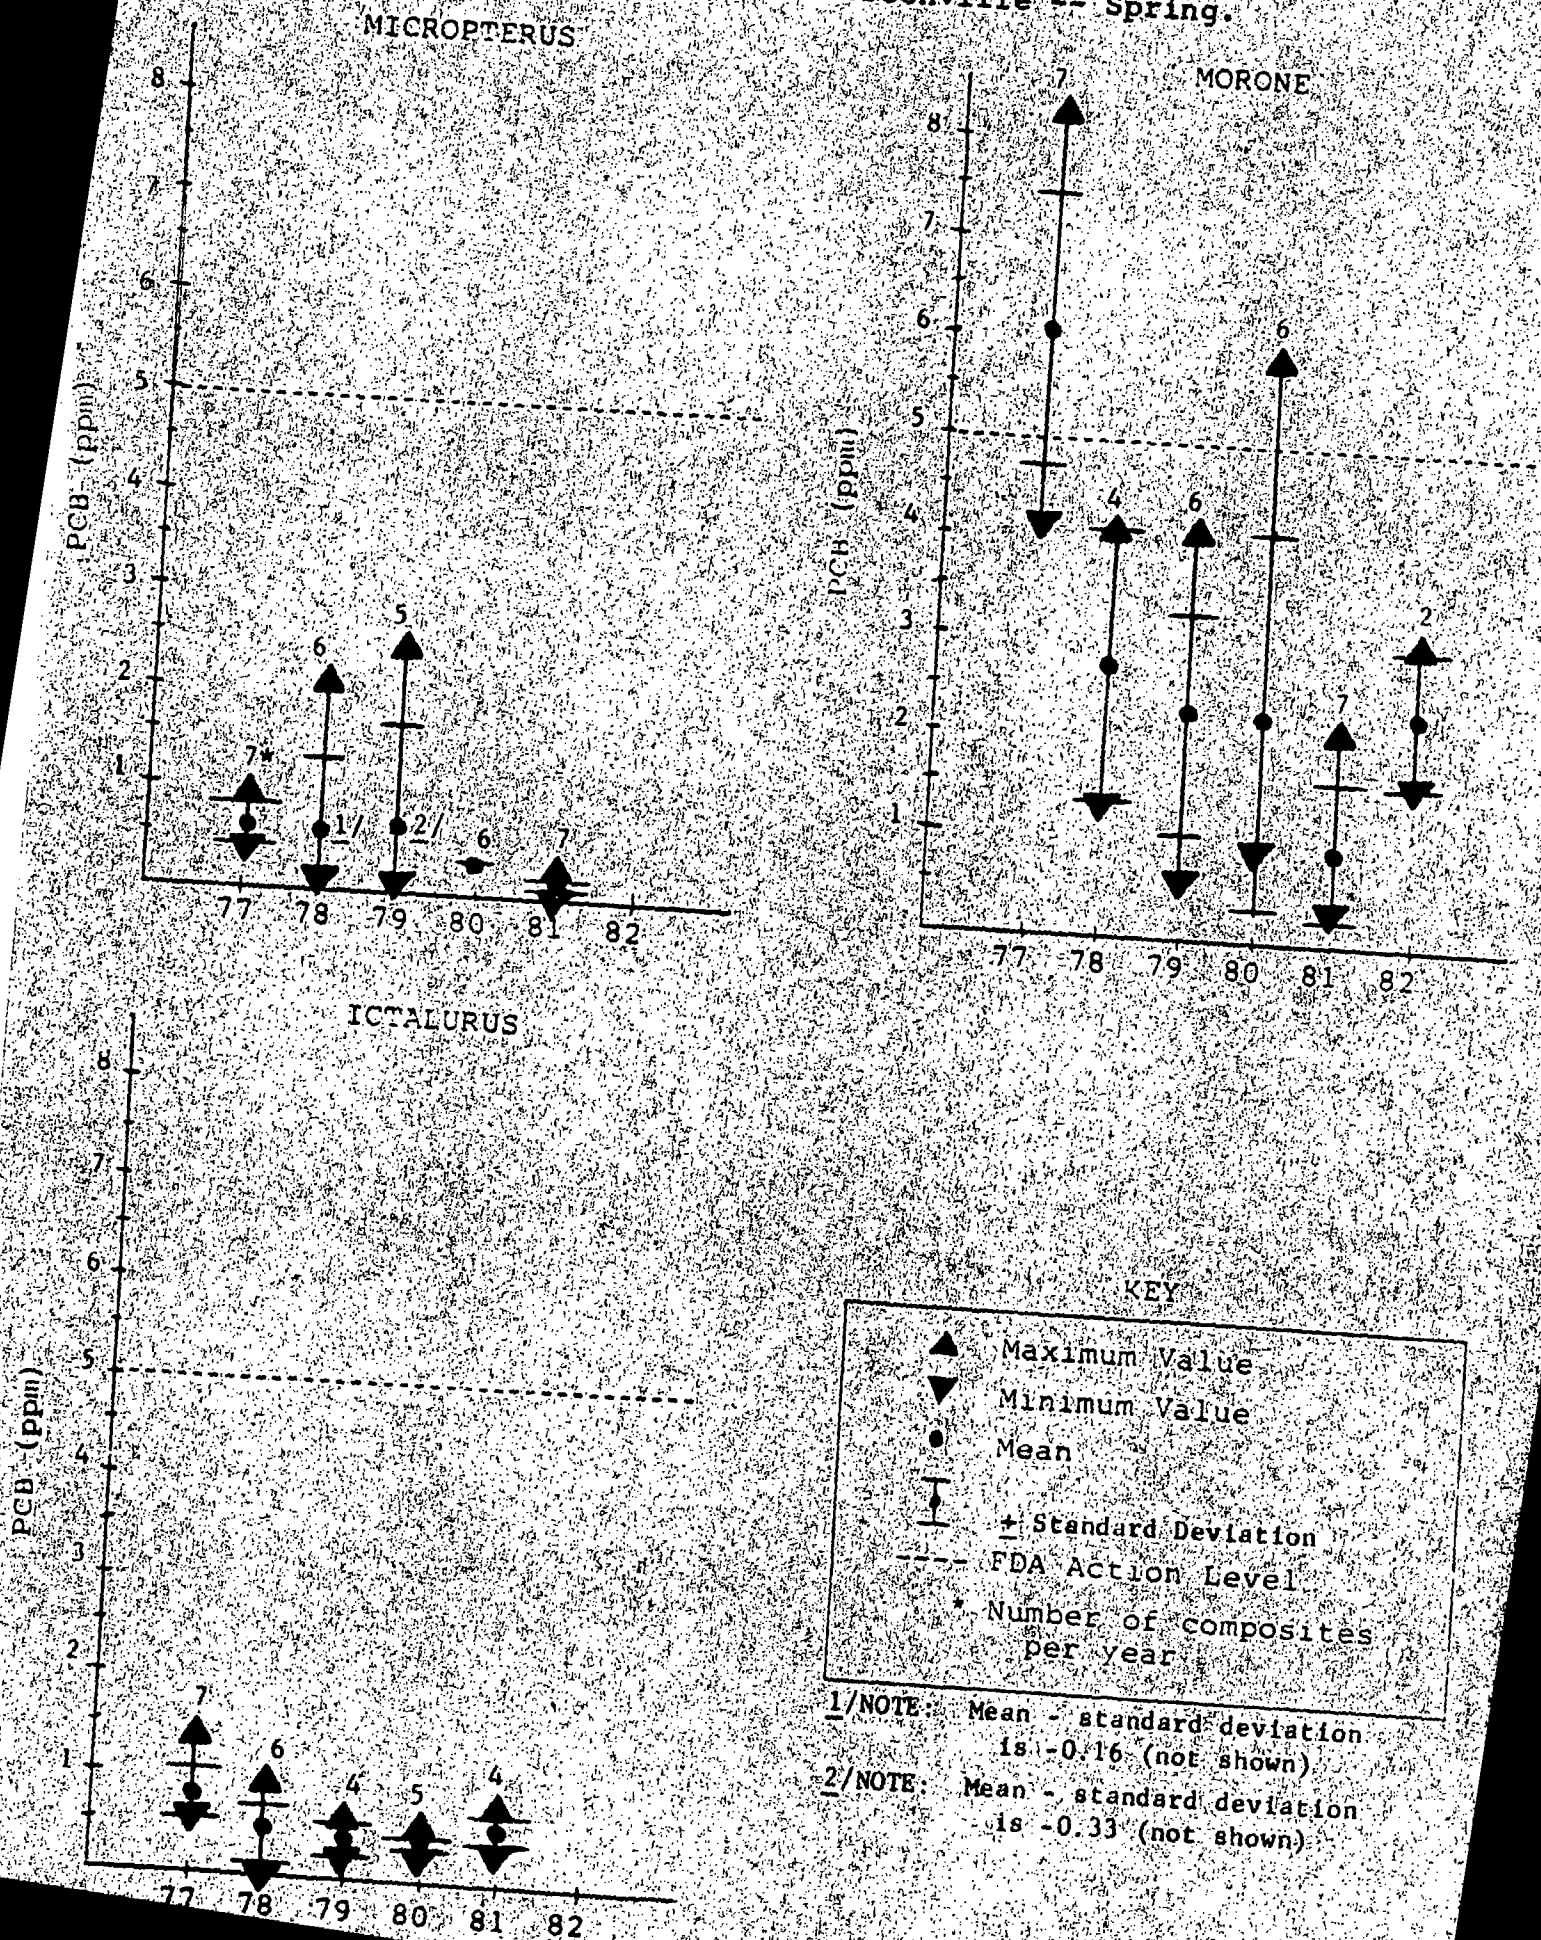 -- Spring.
MICROPTERUS
8
7
6
5
4
3
2
1
PCB (ppm)
7*
6
1/
5
2/
6
7
77 78 79 80 81 82
MORONE
8
7
6
5
4
3
2
1
PCB (ppm)
7
4
6
6
7
2
77 78 79 80 81 82
ICTALURUS
8
7
6
5
4
3
2
1
PCB (ppm)
7
6
4
5
4
77 78 79 80 81 82
KEY
Maximum Value
Minimum Value
Mean
± Standard Deviation
---- FDA Action Level
* Number of composites
per year
1/NOTE: Mean - standard deviation
is -0.16 (not shown)
2/NOTE: Mean - standard deviation
is -0.33 (not shown)